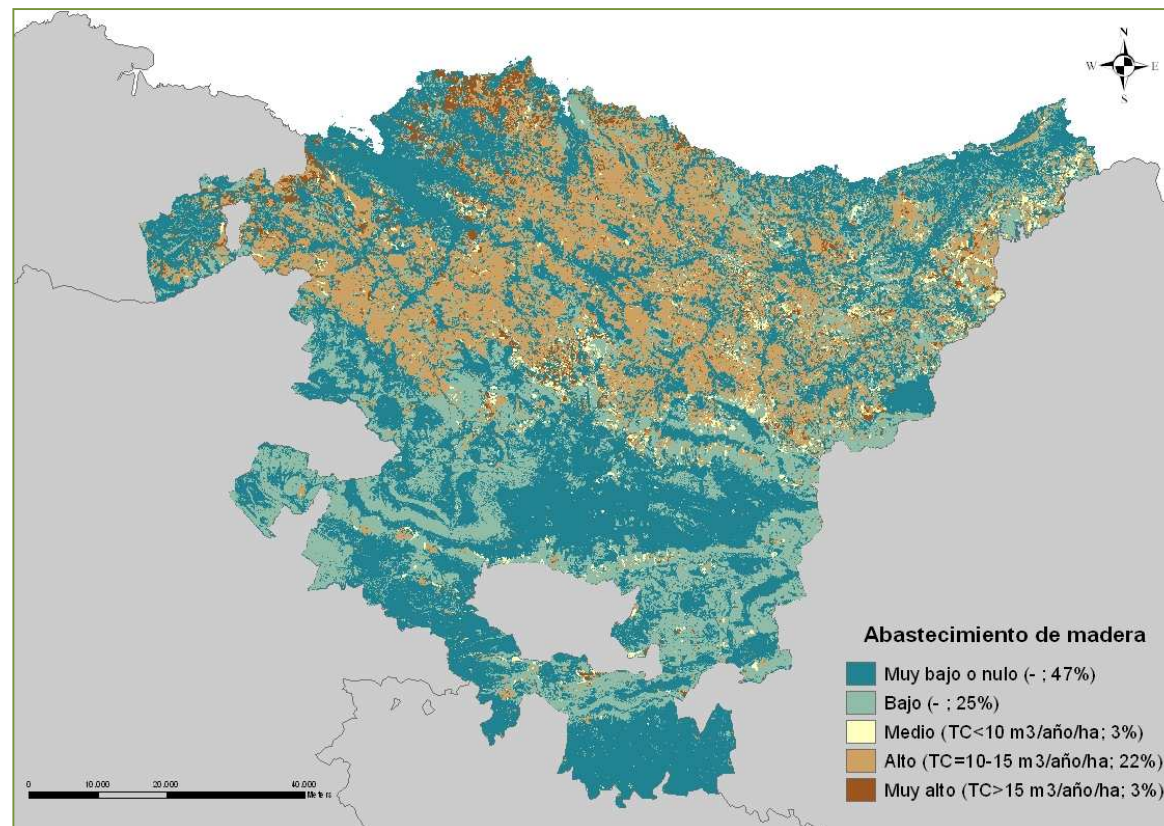 N
W E
S
Abastecimiento de madera
Muy bajo o nulo (- ; 47%)
Bajo (- ; 25%)
Medio (TC<10 m3/año/ha; 3%)
Alto (TC=10-15 m3/año/ha; 22%)
Muy alto (TC>15 m3/año/ha; 3%)
0 10.000 20.000 40.000
Meters